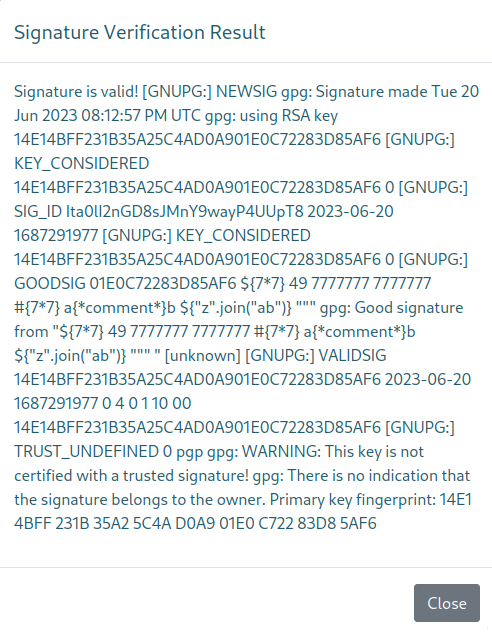 Signature Verification Result
Signature is valid! [GNUPG:] NEWSIG gpg: Signature made Tue 20
Jun 2023 08:12:57 PM UTC gpg: using RSA key
14E14BFF231B35A25C4AD0A901E0C72283D85AF6 [GNUPG:]
KEY_CONSIDERED
14E14BFF231B35A25C4AD0A901E0C72283D85AF6 0 [GNUPG:]
SIG_ID Ita0lI2nGD8sJMnY9wayP4UUpT8 2023-06-20
1687291977 [GNUPG:] KEY_CONSIDERED
14E14BFF231B35A25C4AD0A901E0C72283D85AF6 0 [GNUPG:]
GOODSIG 01E0C72283D85AF6 ${7*7} 49 7777777 7777777
#{7*7} a{*comment*}b ${"z".join("ab")} """ gpg: Good signature
from "${7*7} 49 7777777 7777777 #{7*7} a{*comment*}b
${"z".join("ab")} """ " [unknown] [GNUPG:] VALIDSIG
14E14BFF231B35A25C4AD0A901E0C72283D85AF6 2023-06-20
1687291977 0 4 0 1 10 00
14E14BFF231B35A25C4AD0A901E0C72283D85AF6 [GNUPG:]
TRUST_UNDEFINED 0 pgp gpg: WARNING: This key is not
certified with a trusted signature! gpg: There is no indication that
the signature belongs to the owner. Primary key fingerprint: 14E1
4BFF 231B 35A2 5C4A D0A9 01E0 C722 83D8 5AF6
Close